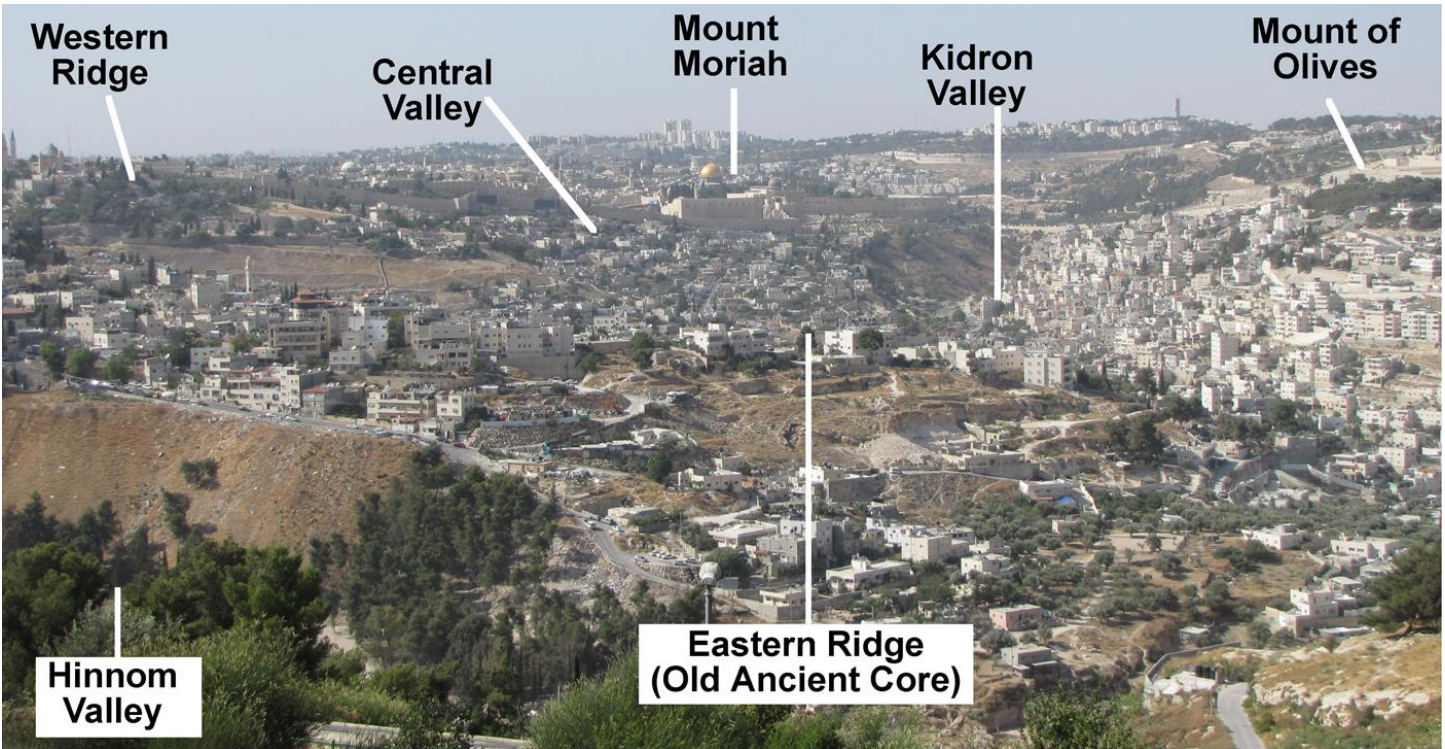 Western
Ridge
Central
Valley
Mount
Moriah
Kidron
Valley
Mount of
Olives
Hinnom
Valley
Eastern Ridge
(Old Ancient Core)